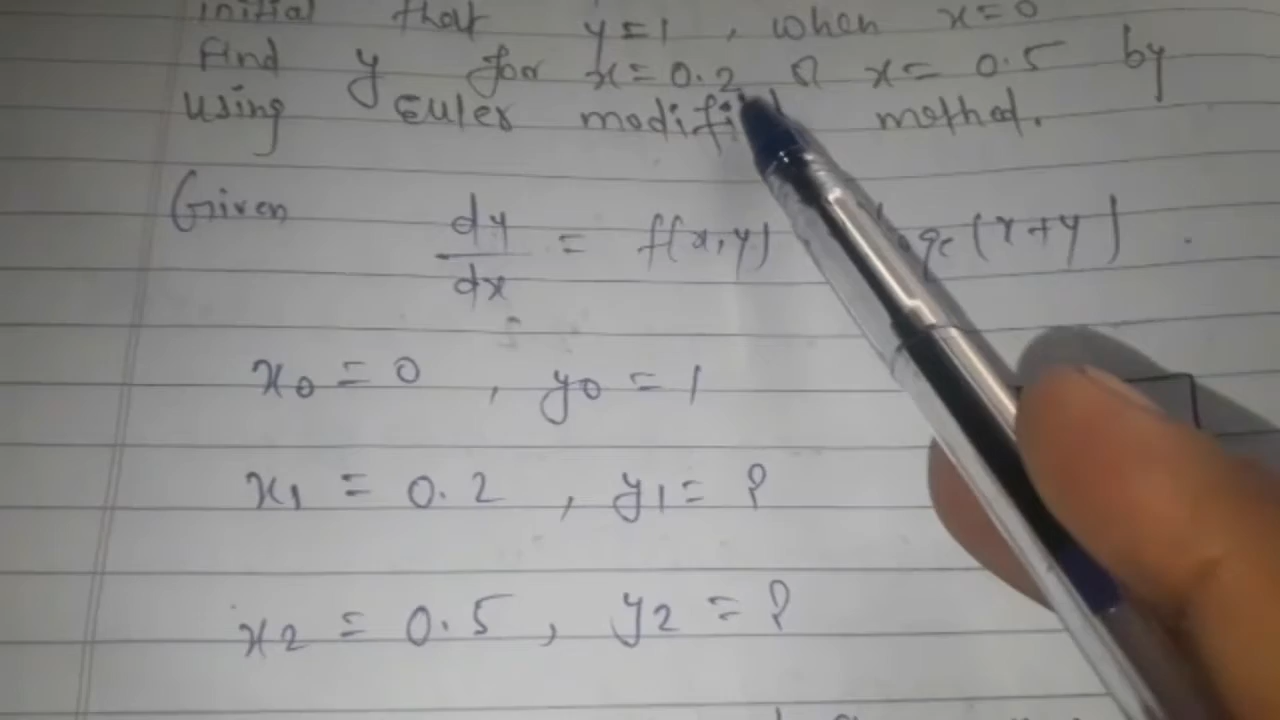 initial that y=1, when x=0
find y for x=0.2 & x=0.5 by
using Euler method.
Given dy/dx = f(x,y) (x+y).
x0 = 0, y0 = 1
x1 = 0.2, y1 = ?
x2 = 0.5, y2 = ?